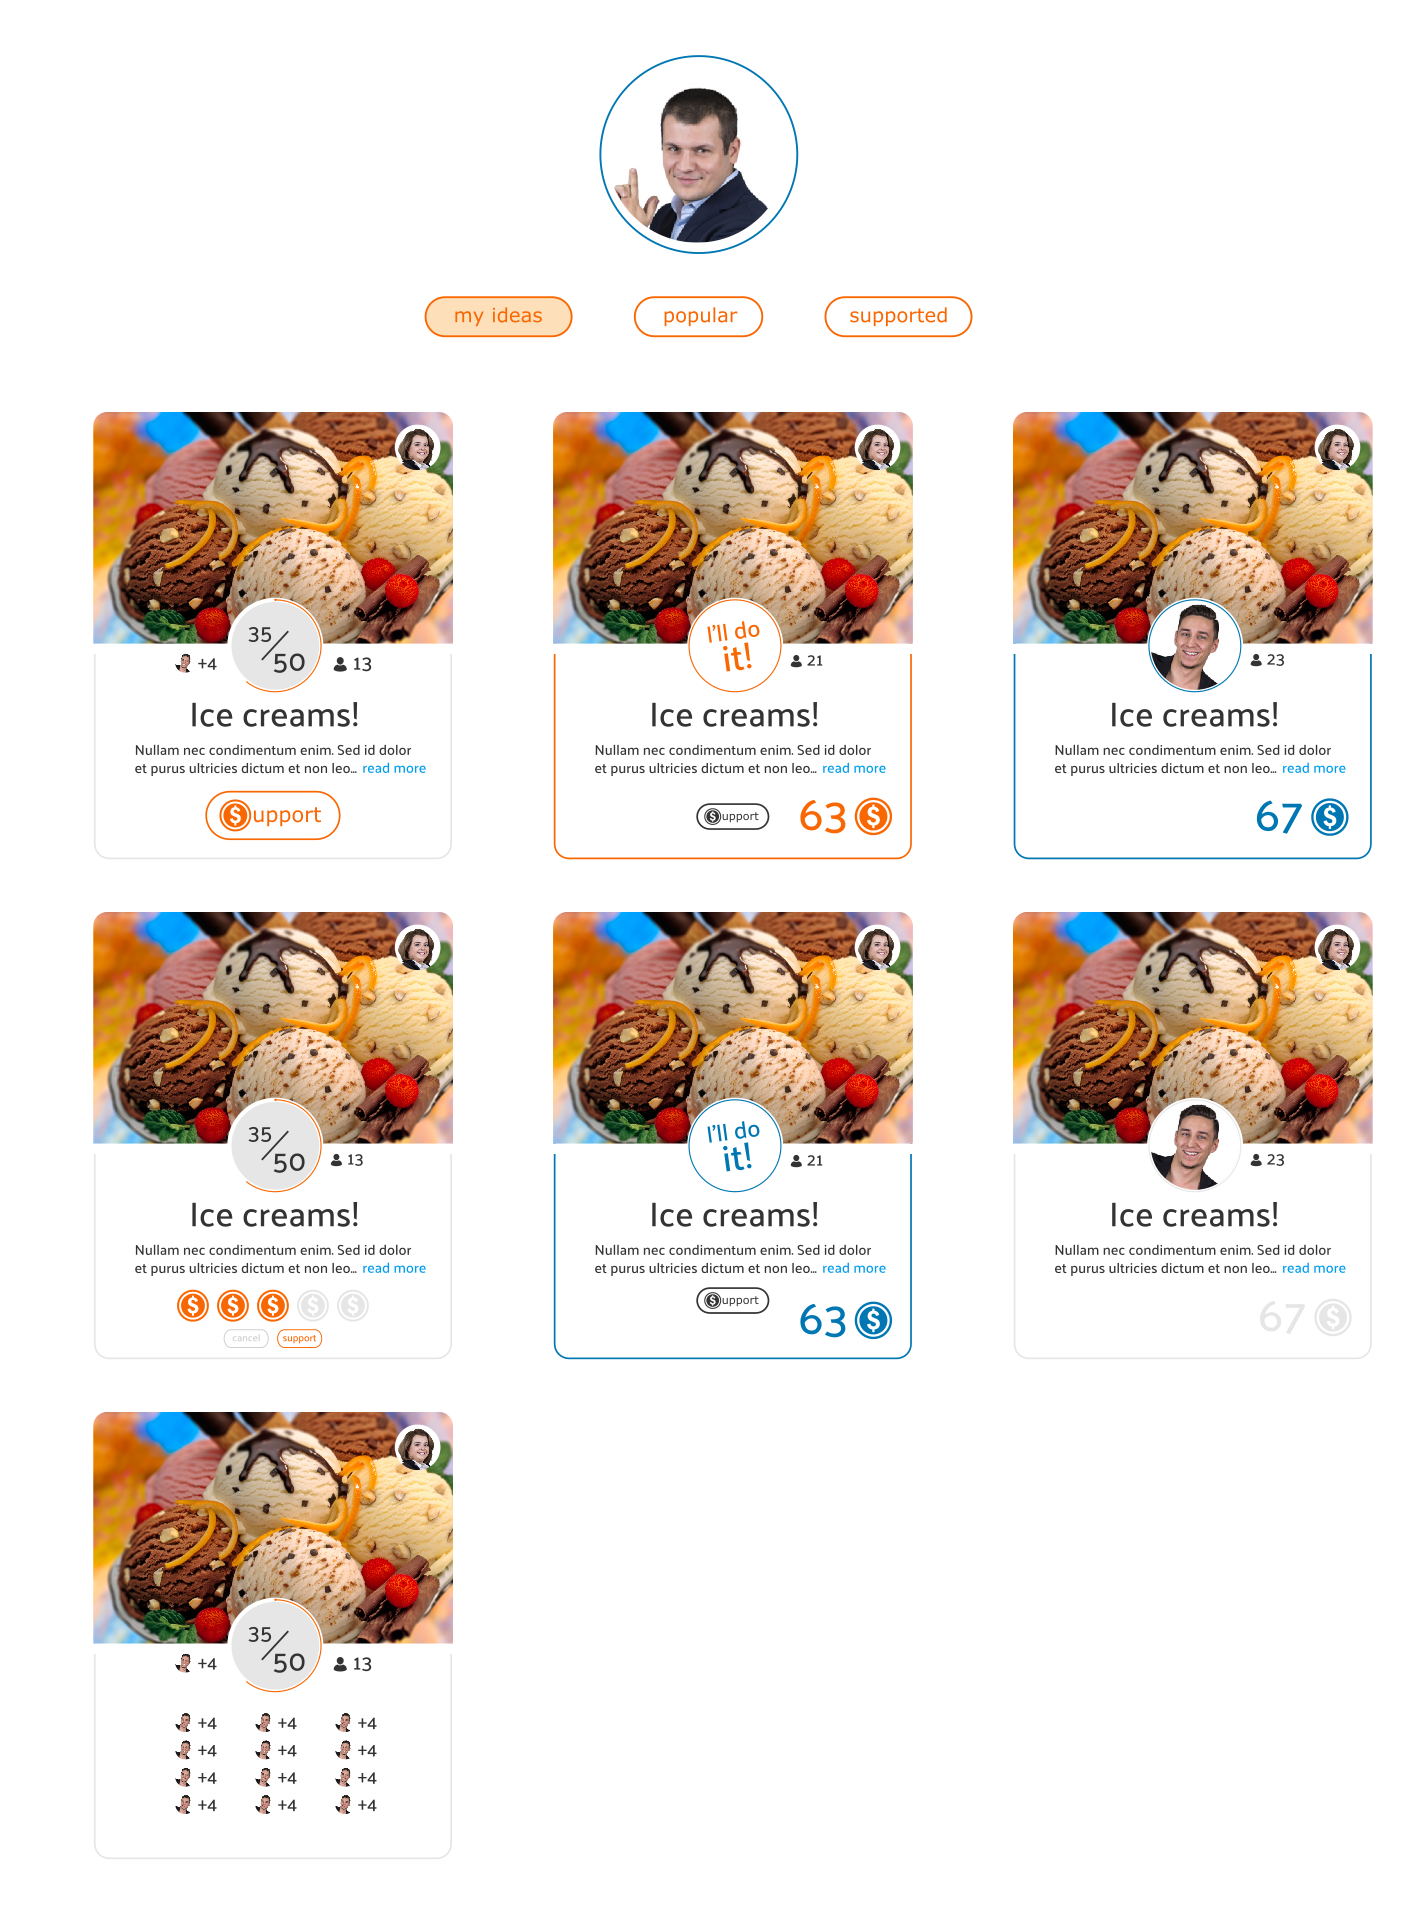 my ideas
popular
supported
35/50
+4
13
Ice creams!
Nullam nec condimentum enim. Sed id dolor
et purus ultricies dictum et non leo... read more
$upport
I'll do
it!
21
Ice creams!
Nullam nec condimentum enim. Sed id dolor
et purus ultricies dictum et non leo... read more
$upport
63 $
23
Ice creams!
Nullam nec condimentum enim. Sed id dolor
et purus ultricies dictum et non leo... read more
67 $
35/50
13
Ice creams!
Nullam nec condimentum enim. Sed id dolor
et purus ultricies dictum et non leo... read more
$ $ $ $ $
cancel
support
I'll do
it!
21
Ice creams!
Nullam nec condimentum enim. Sed id dolor
et purus ultricies dictum et non leo... read more
$upport
63 $
23
Ice creams!
Nullam nec condimentum enim. Sed id dolor
et purus ultricies dictum et non leo... read more
67 $
35/50
+4
13
+4 +4 +4
+4 +4 +4
+4 +4 +4
+4 +4 +4